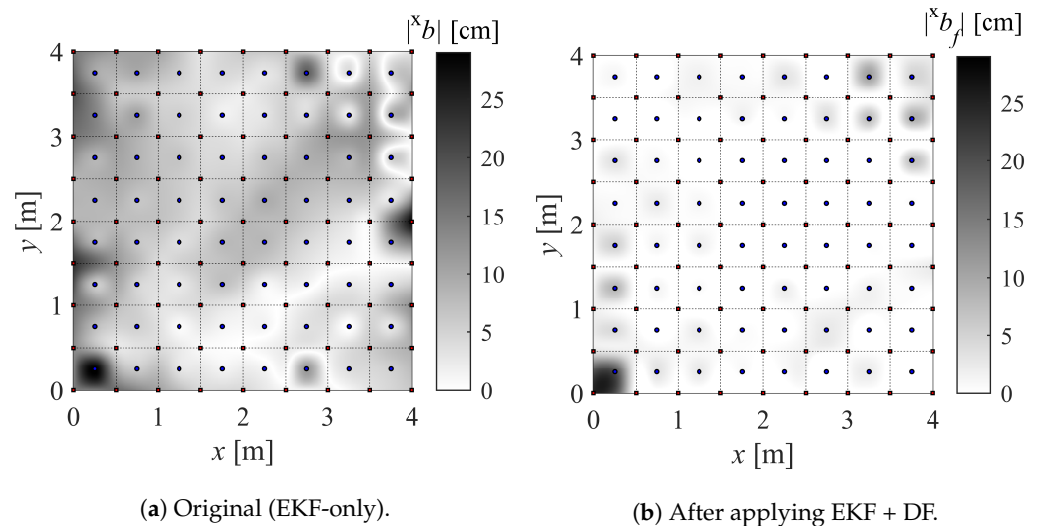 |ˣb| [cm]
|ˣb_f| [cm]
4
3
2
1
0
y [m]
0 1 2 3 4
x [m]
25
20
15
10
5
0
4
3
2
1
0
y [m]
0 1 2 3 4
x [m]
25
20
15
10
5
0
(a) Original (EKF-only).
(b) After applying EKF + DF.